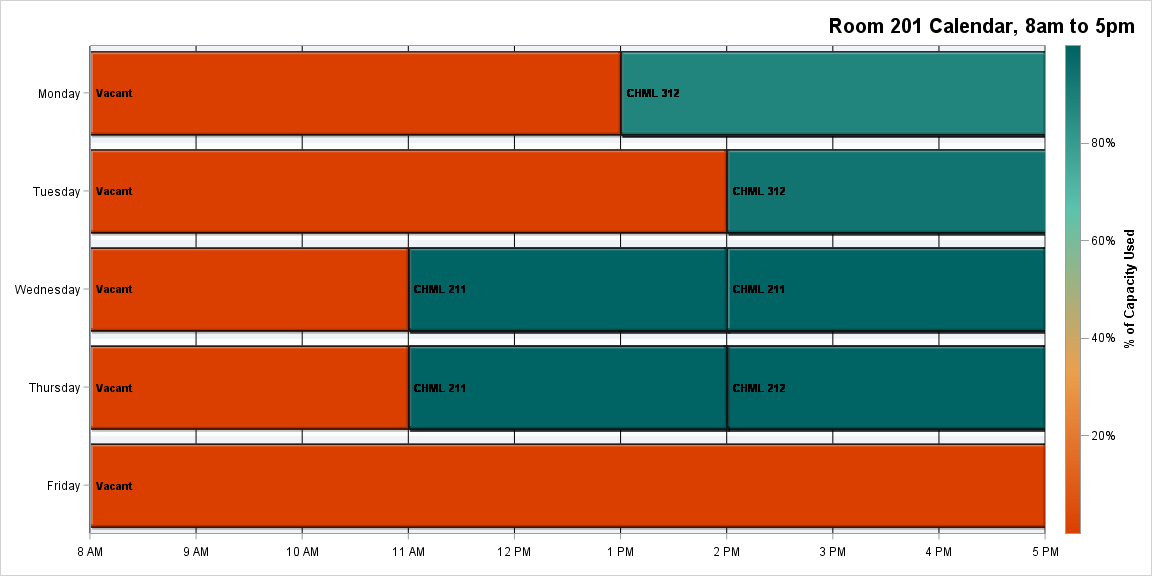 Room 201 Calendar, 8am to 5pm
Monday
Vacant
CHML 312
Tuesday
Vacant
CHML 312
Wednesday
Vacant
CHML 211
CHML 211
Thursday
Vacant
CHML 211
CHML 212
Friday
Vacant
8 AM
9 AM
10 AM
11 AM
12 PM
1 PM
2 PM
3 PM
4 PM
5 PM
80%
60%
40%
20%
% of Capacity Used